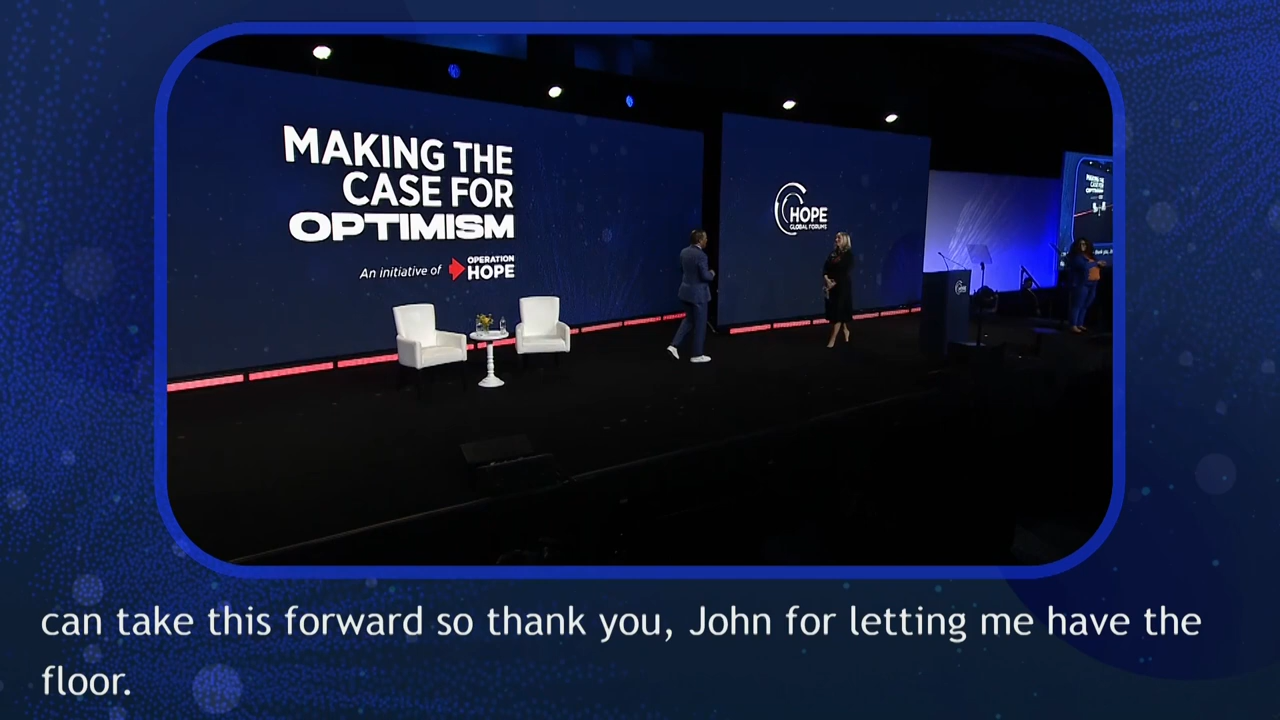 MAKING THE
CASE FOR
OPTIMISM
An initiative of
OPERATION
HOPE
HOPE
GLOBAL FORUMS
can take this forward so thank you, John for letting me have the
floor.